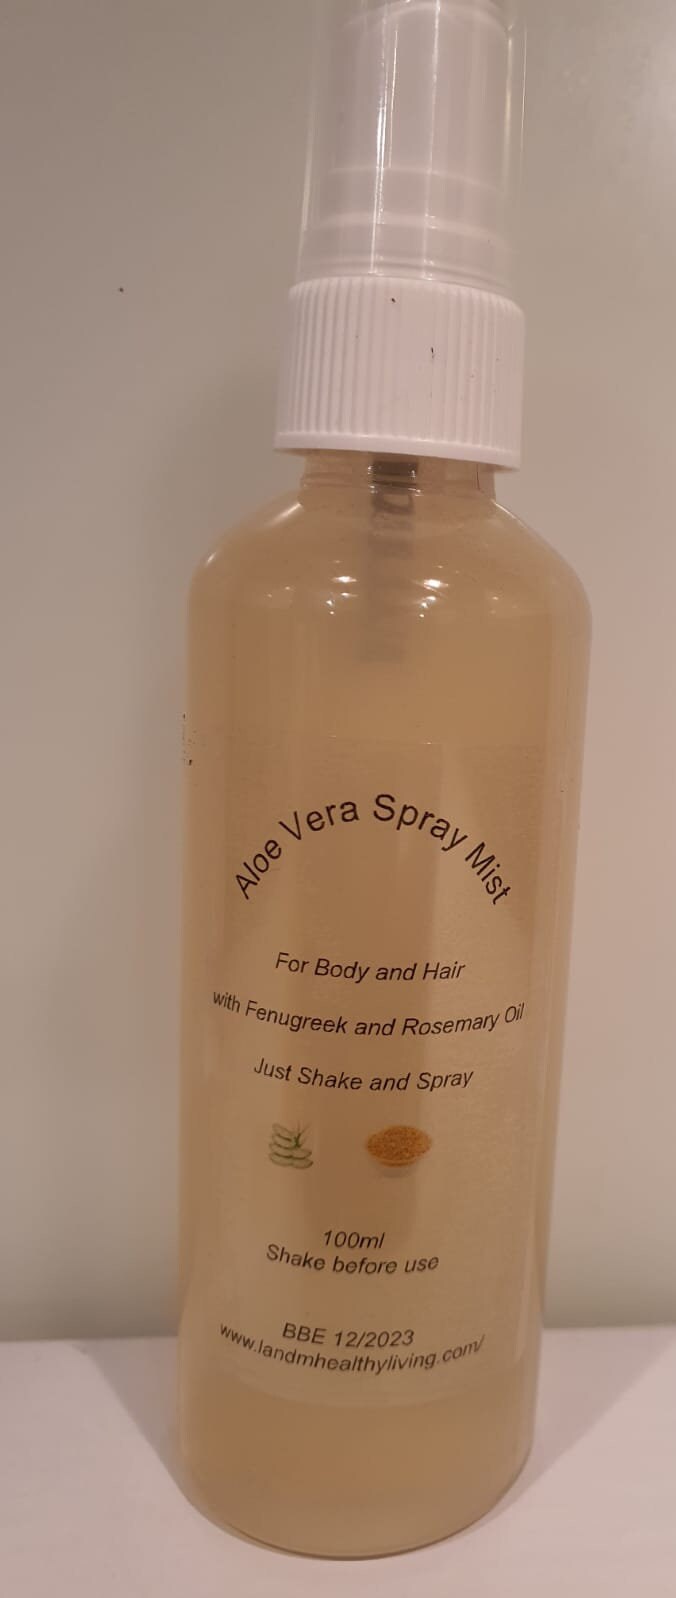 Aloe Vera Spray Mist
For Body and Hair
with Fenugreek and Rosemary Oil
Just Shake and Spray
100ml
Shake before use
BBE 12/2023
www.landmhealthyliving.com/